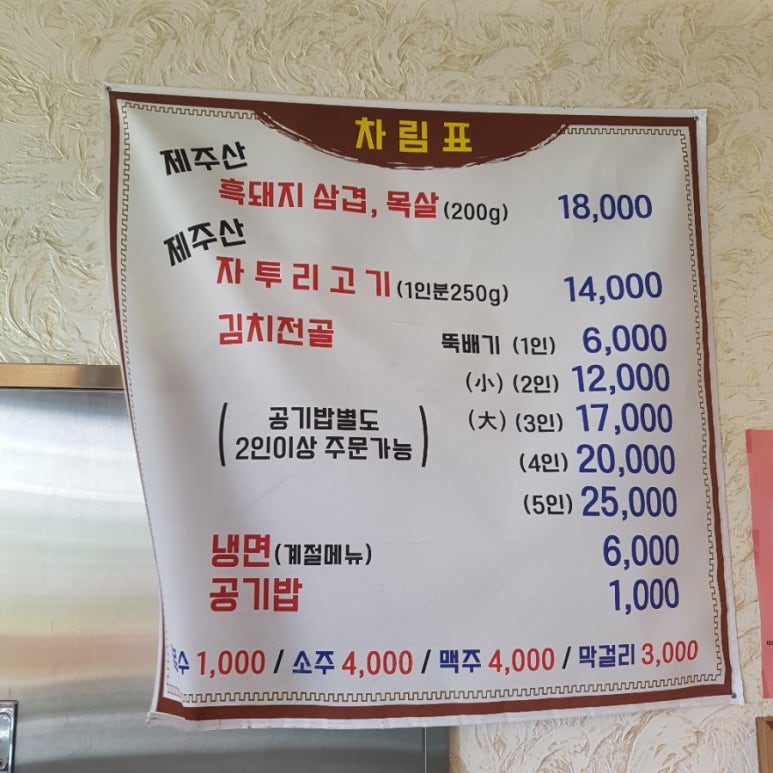 차림표
제주산
흑돼지 삼겹, 목살 (200g) 18,000
제주산
자투리고기 (1인분250g) 14,000
김치전골 뚝배기 (1인) 6,000
(小) (2인) 12,000
(공기밥별도 2인이상 주문가능) (大) (3인) 17,000
(4인) 20,000
(5인) 25,000
냉면 (계절메뉴) 6,000
공기밥 1,000
1,000 / 소주 4,000 / 맥주 4,000 / 막걸리 3,000